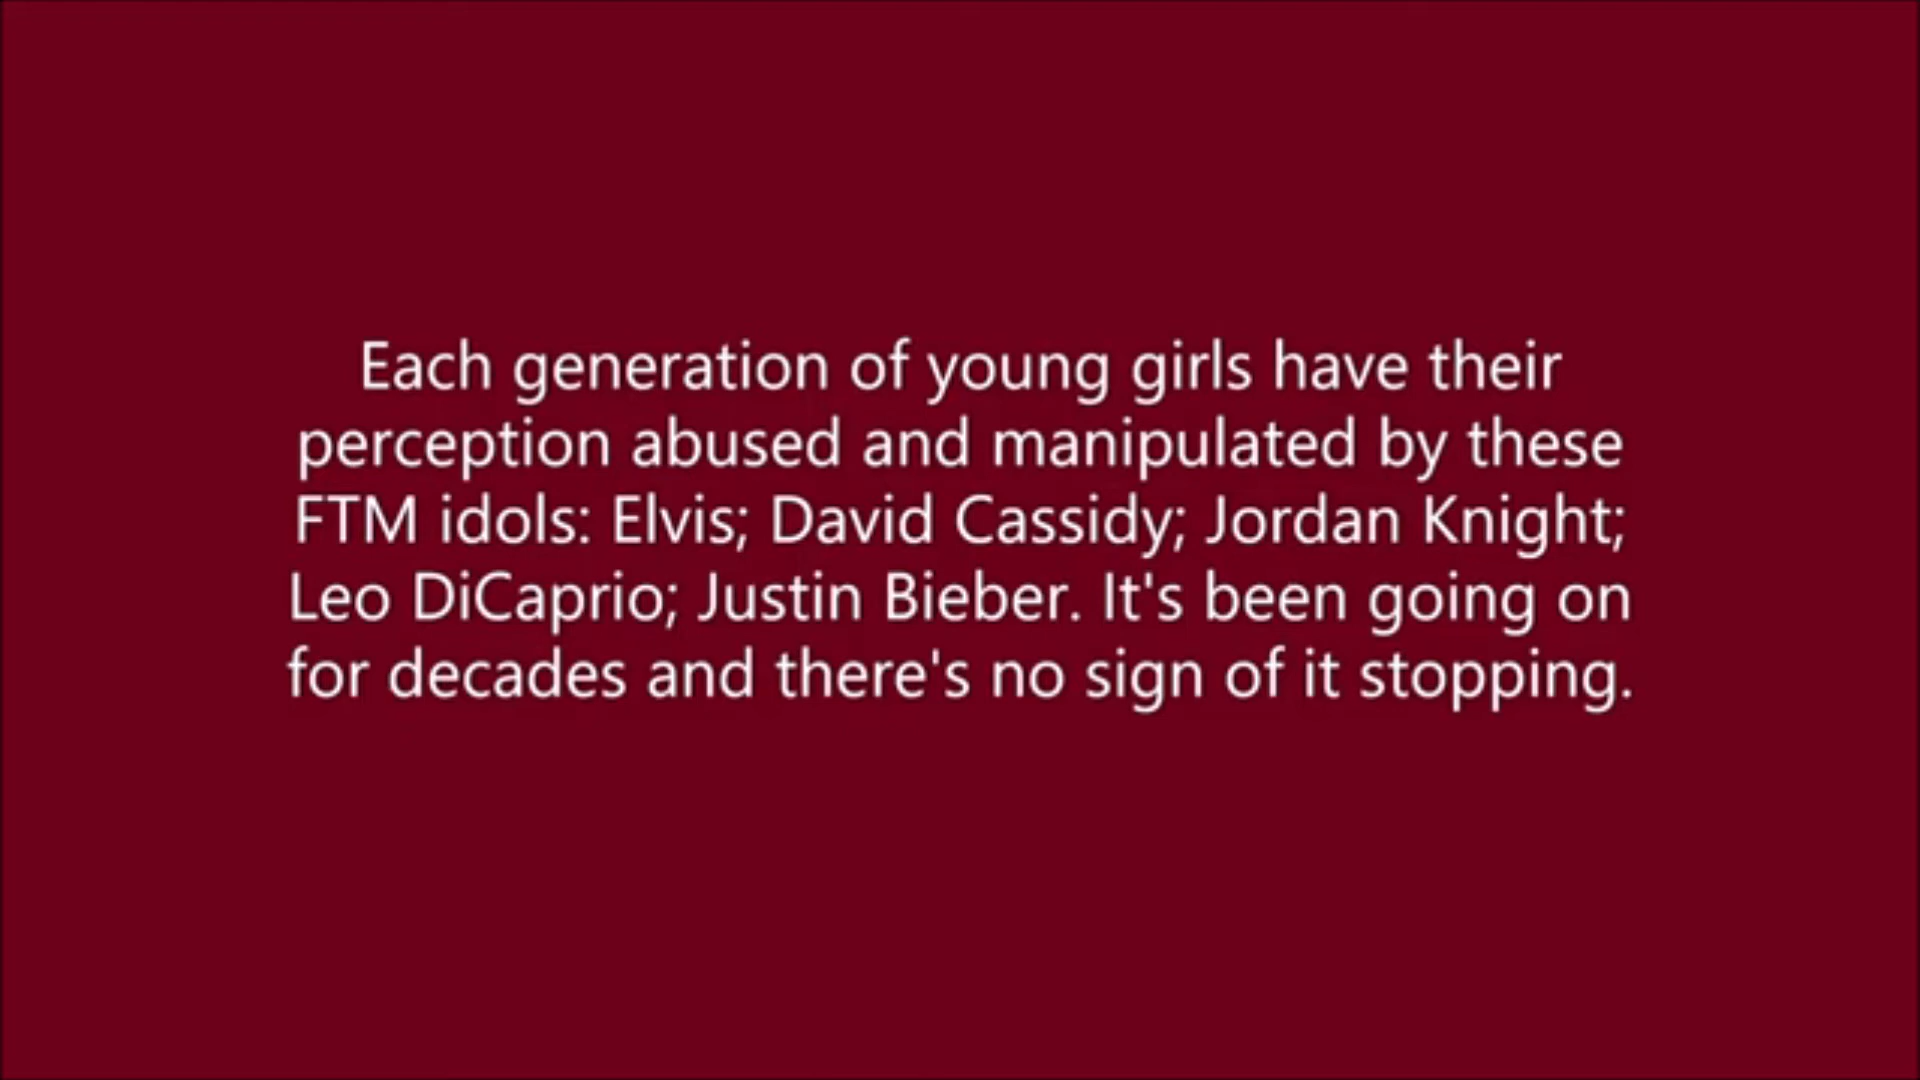 Each generation of young girls have their
perception abused and manipulated by these
FTM idols: Elvis; David Cassidy; Jordan Knight;
Leo DiCaprio; Justin Bieber. It's been going on
for decades and there's no sign of it stopping.